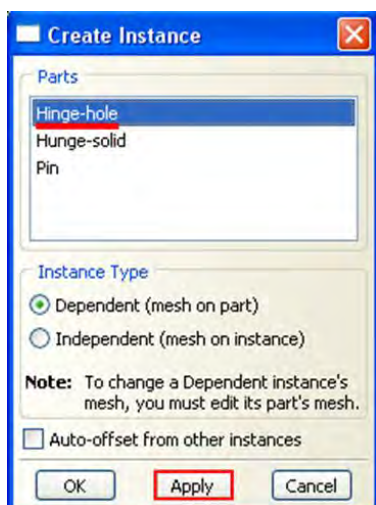 Create Instance
Parts
Hinge-hole
Hunge-solid
Pin
Instance Type
Dependent (mesh on part)
Independent (mesh on instance)
Note: To change a Dependent instance's
mesh, you must edit its part's mesh.
Auto-offset from other instances
OK Apply Cancel